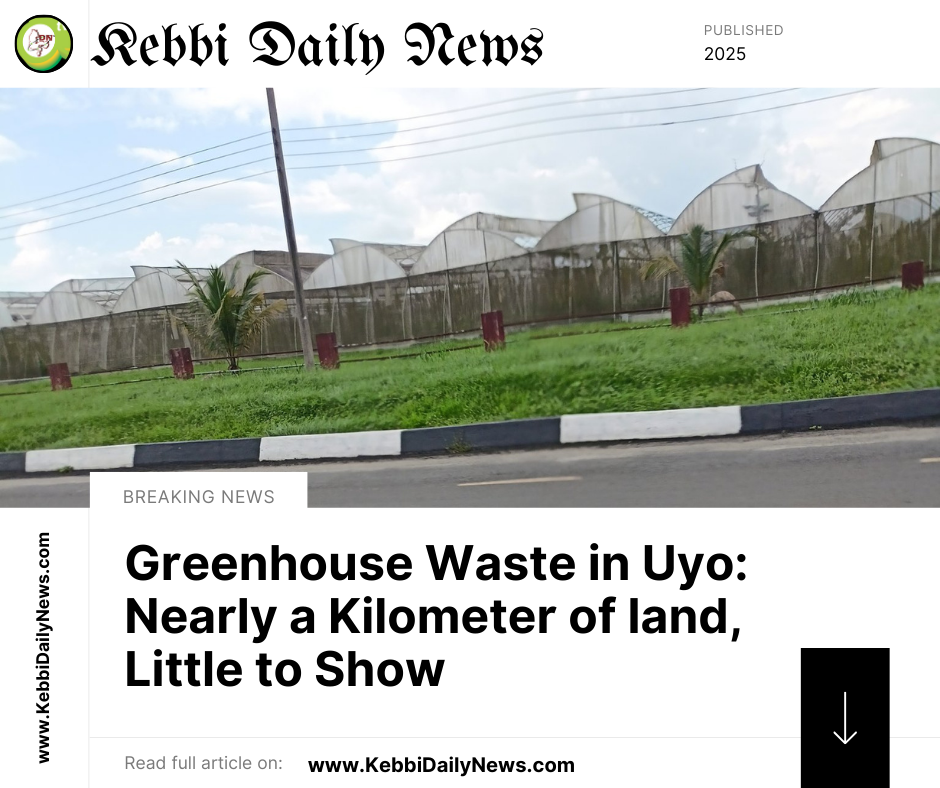 Kebbi Daily News
PUBLISHED
2025
BREAKING NEWS
Greenhouse Waste in Uyo:
Nearly a Kilometer of land,
Little to Show
www.KebbiDailyNews.com
Read full article on: www.KebbiDailyNews.com